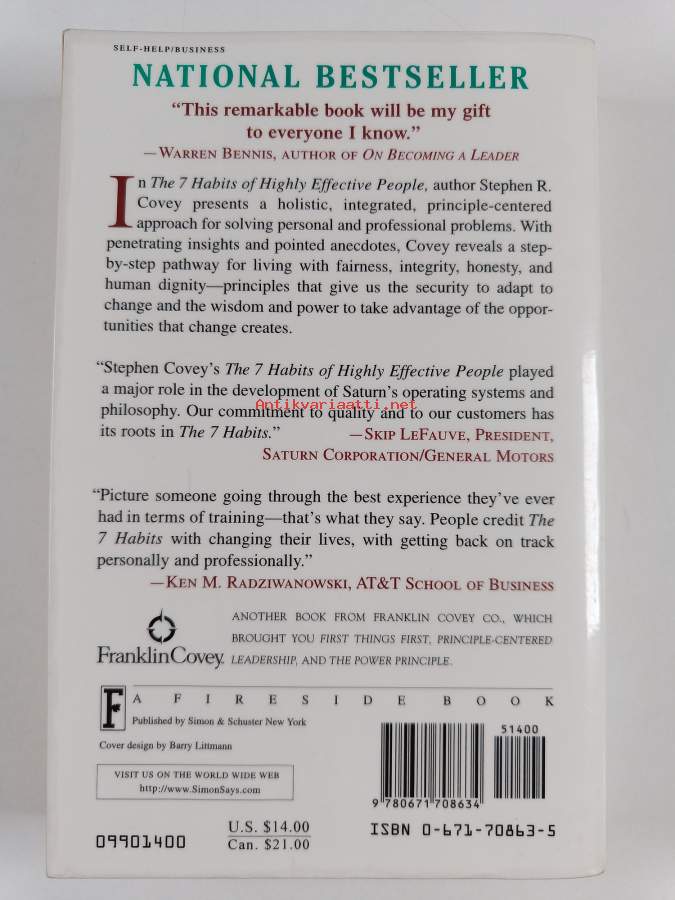 SELF-HELP/BUSINESS
NATIONAL BESTSELLER
“This remarkable book will be my gift
to everyone I know.”
—WARREN BENNIS, AUTHOR OF ON BECOMING A LEADER
In The 7 Habits of Highly Effective People, author Stephen R.
Covey presents a holistic, integrated, principle-centered
approach for solving personal and professional problems. With
penetrating insights and pointed anecdotes, Covey reveals a step-
by-step pathway for living with fairness, integrity, honesty, and
human dignity—principles that give us the security to adapt to
change and the wisdom and power to take advantage of the oppor-
tunities that change creates.
“Stephen Covey’s The 7 Habits of Highly Effective People played
a major role in the development of Saturn’s operating systems and
Antikvariaatti.net
philosophy. Our commitment to quality and to our customers has
its roots in The 7 Habits.” —SKIP LEFAUVE, PRESIDENT,
SATURN CORPORATION/GENERAL MOTORS
“Picture someone going through the best experience they’ve ever
had in terms of training—that’s what they say. People credit The
7 Habits with changing their lives, with getting back on track
personally and professionally.”
—KEN M. RADZIWANOWSKI, AT&T SCHOOL OF BUSINESS
ANOTHER BOOK FROM FRANKLIN COVEY CO., WHICH
BROUGHT YOU FIRST THINGS FIRST, PRINCIPLE-CENTERED
LEADERSHIP, AND THE POWER PRINCIPLE.
FranklinCovey
F
A FIRESIDE BOOK
Published by Simon & Schuster New York
Cover design by Barry Littmann
VISIT US ON THE WORLD WIDE WEB
http://www.SimonSays.com
51400
9 780671 708634
09901400
U.S. $14.00
Can. $21.00
ISBN 0-671-70863-5